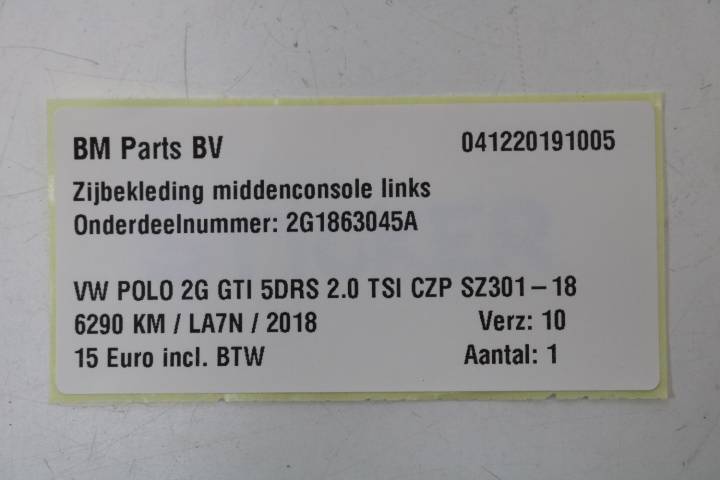 BM Parts BV 041220191005
Zijbekleding middenconsole links
Onderdeelnummer: 2G1863045A
VW POLO 2G GTI 5DRS 2.0 TSI CZP SZ301-18
6290 KM / LA7N / 2018 Verz: 10
15 Euro incl. BTW Aantal: 1